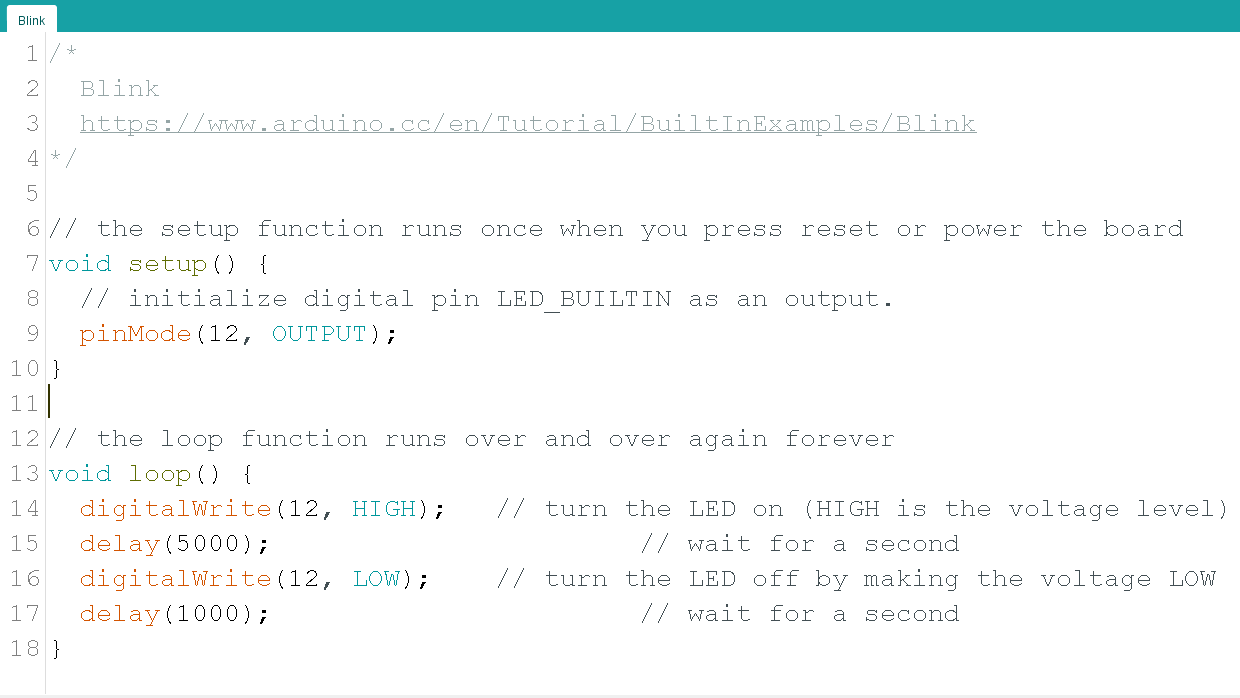 Blink
1 /*
2   Blink
3   https://www.arduino.cc/en/Tutorial/BuiltInExamples/Blink
4 */
5
6 // the setup function runs once when you press reset or power the board
7 void setup() {
8   // initialize digital pin LED_BUILTIN as an output.
9   pinMode(12, OUTPUT);
10 }
11
12 // the loop function runs over and over again forever
13 void loop() {
14   digitalWrite(12, HIGH);   // turn the LED on (HIGH is the voltage level)
15   delay(5000);                       // wait for a second
16   digitalWrite(12, LOW);    // turn the LED off by making the voltage LOW
17   delay(1000);                       // wait for a second
18 }